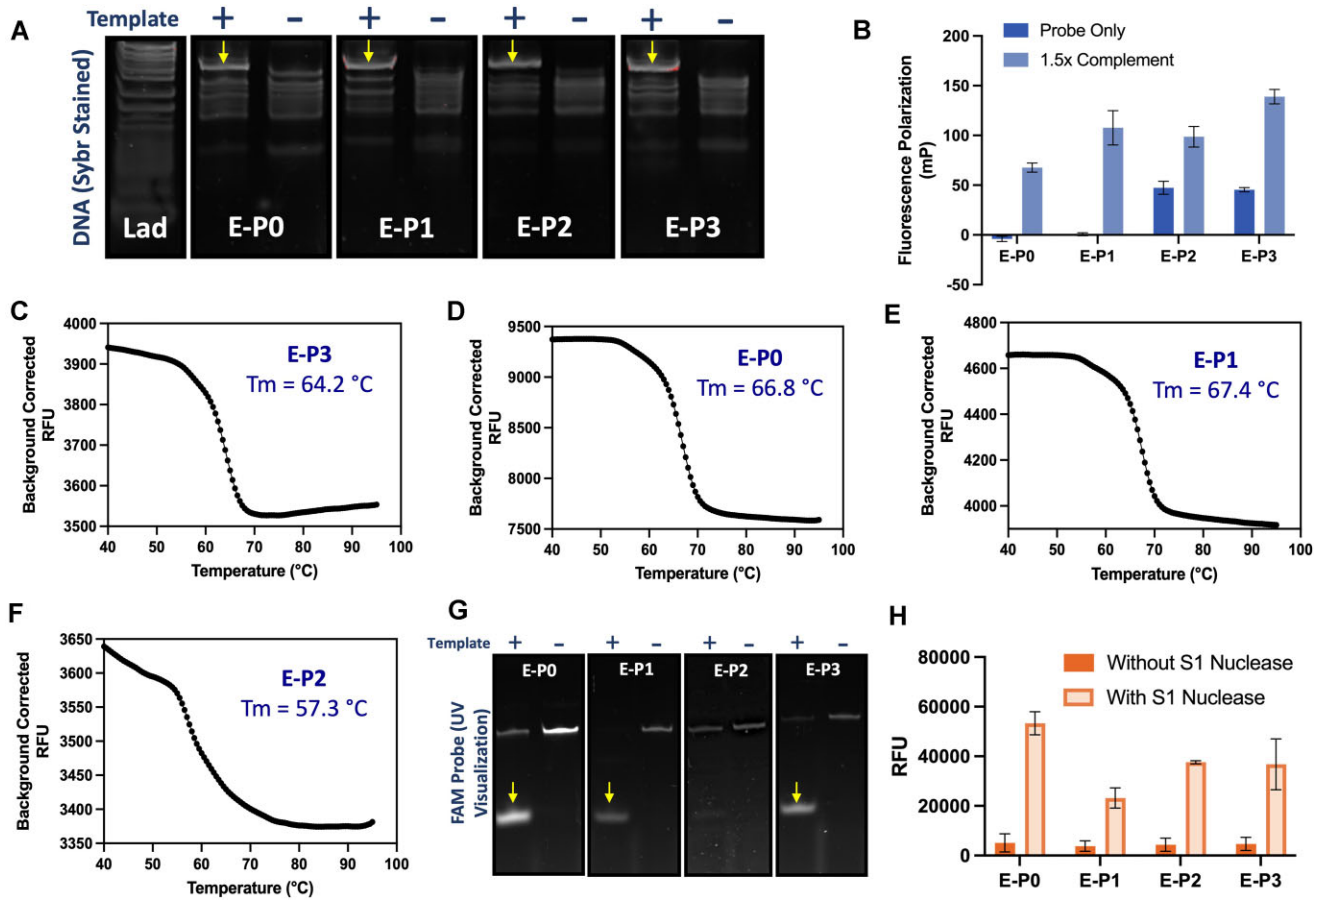 A
Template + − + − + − + −
DNA (Sybr Stained)
Lad E-P0 E-P1 E-P2 E-P3
B
Probe Only
1.5x Complement
Fluorescence Polarization
(mP)
200
150
100
50
0
-50
E-P0 E-P1 E-P2 E-P3
C
E-P3
Tm = 64.2 °C
Background Corrected
RFU
4000
3900
3800
3700
3600
3500
40 50 60 70 80 90 100
Temperature (°C)
D
E-P0
Tm = 66.8 °C
Background Corrected
RFU
9500
9000
8500
8000
7500
40 50 60 70 80 90 100
Temperature (°C)
E
E-P1
Tm = 67.4 °C
Background Corrected
RFU
4800
4600
4400
4200
4000
40 50 60 70 80 90 100
Temperature (°C)
F
E-P2
Tm = 57.3 °C
Background Corrected
RFU
3650
3600
3550
3500
3450
3400
3350
40 50 60 70 80 90 100
Temperature (°C)
G
Template + − + − + − + −
E-P0 E-P1 E-P2 E-P3
FAM Probe (UV
Visualization)
H
Without S1 Nuclease
With S1 Nuclease
RFU
80000
60000
40000
20000
0
E-P0 E-P1 E-P2 E-P3